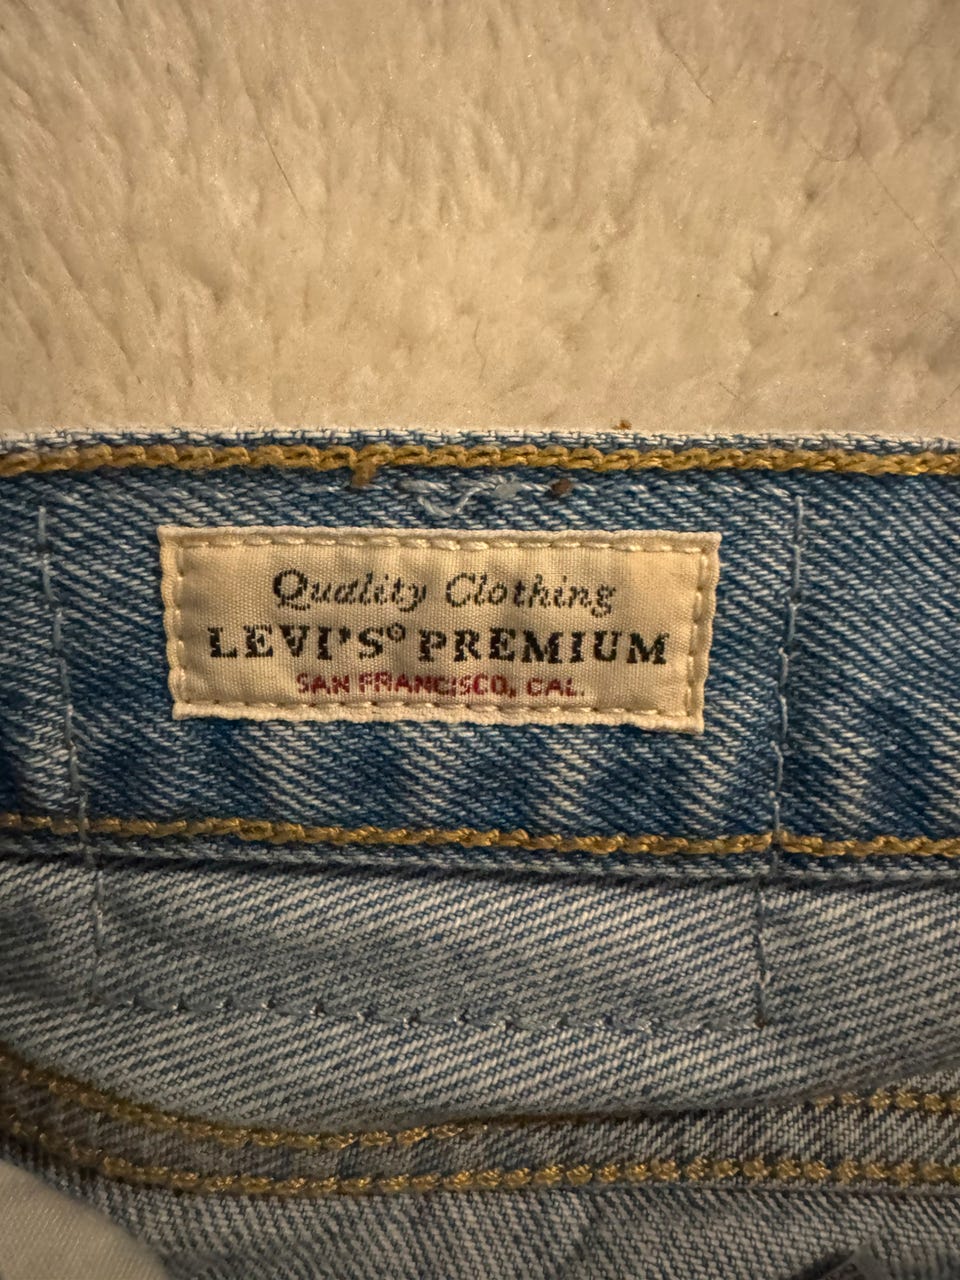 Quality Clothing
LEVI'S® PREMIUM
SAN FRANCISCO, CAL.